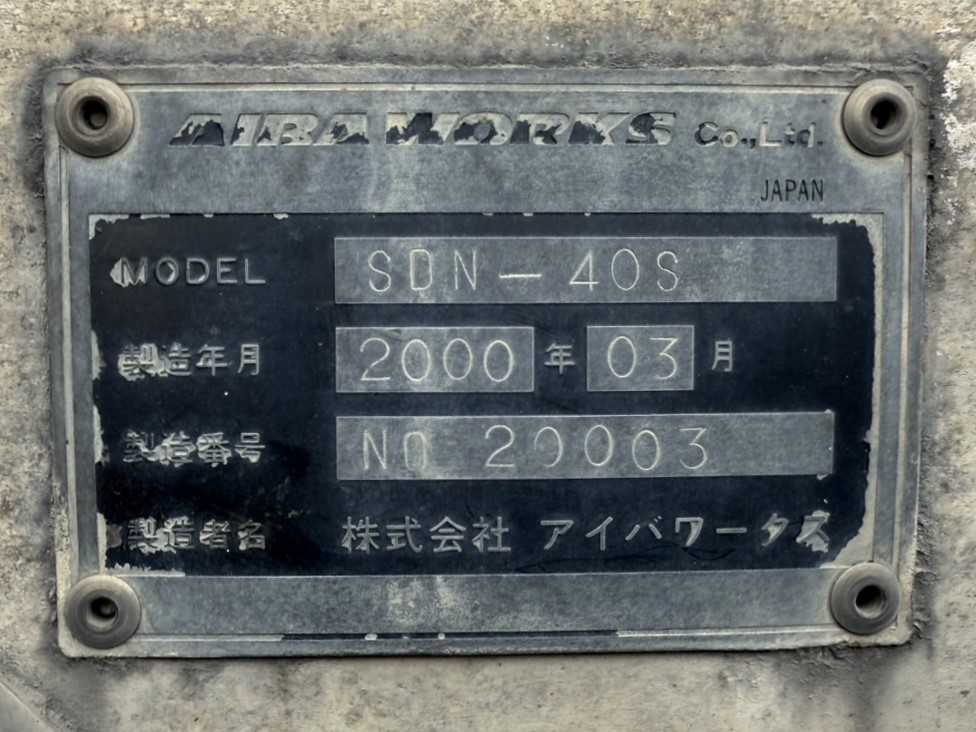 AIBA WORKS Co.,Ltd.
JAPAN
MODEL SDN-40S
製造年月 2000 年 03 月
製造番号 NO 20003
製造者名 株式会社 アイバワークス